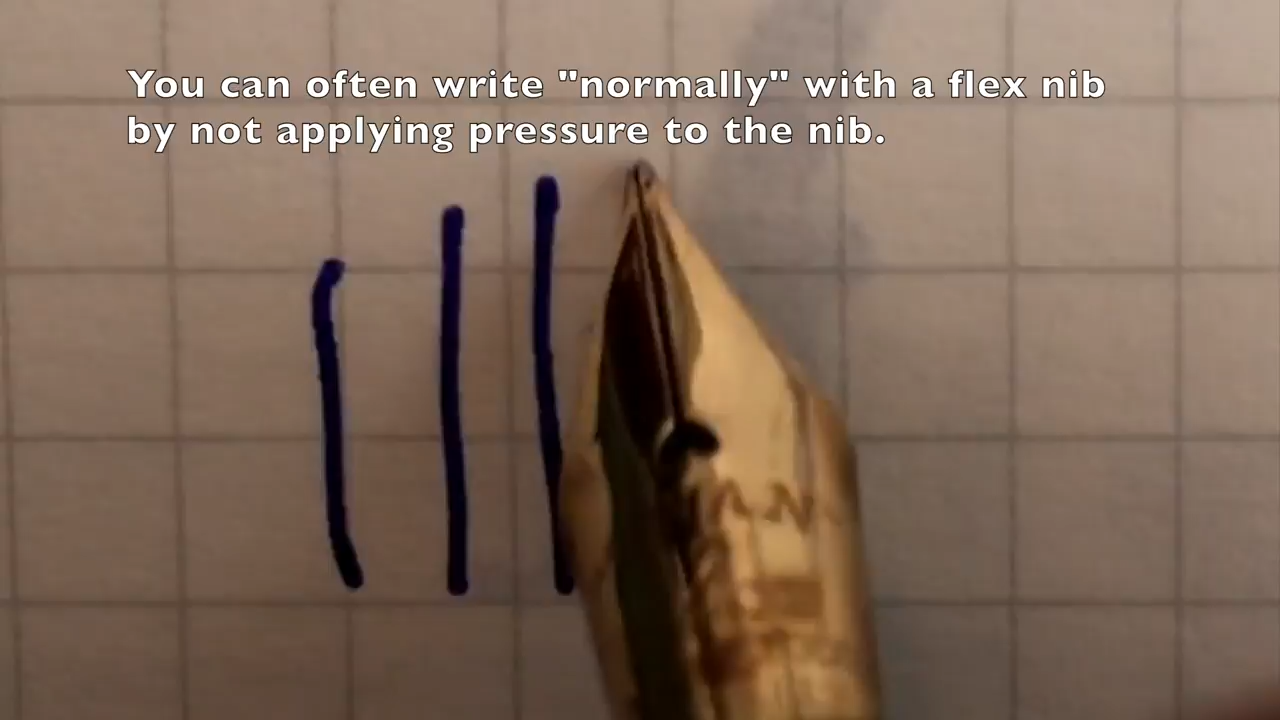 You can often write "normally" with a flex nib
by not applying pressure to the nib.